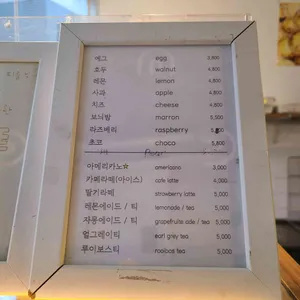 에그 egg 3,800
호두 walnut 4,800
레몬 lemon 4,800
사과 apple 4,800
치즈 cheese 4,800
보늬밤 marron 5,500
라즈베리 raspberry
초코 choco 5,800
아메리카노☆ americano 3,000
카페라떼(아이스) cafe latte 4,000
딸기라떼 strawberry latte 5,000
레몬에이드 / 티 lemonade / tea 5,000
자몽에이드 / 티 grapefruite ade / tea 5,000
얼그레이티 earl grey tea 5,000
루이보스티 rooibos tea 5,000